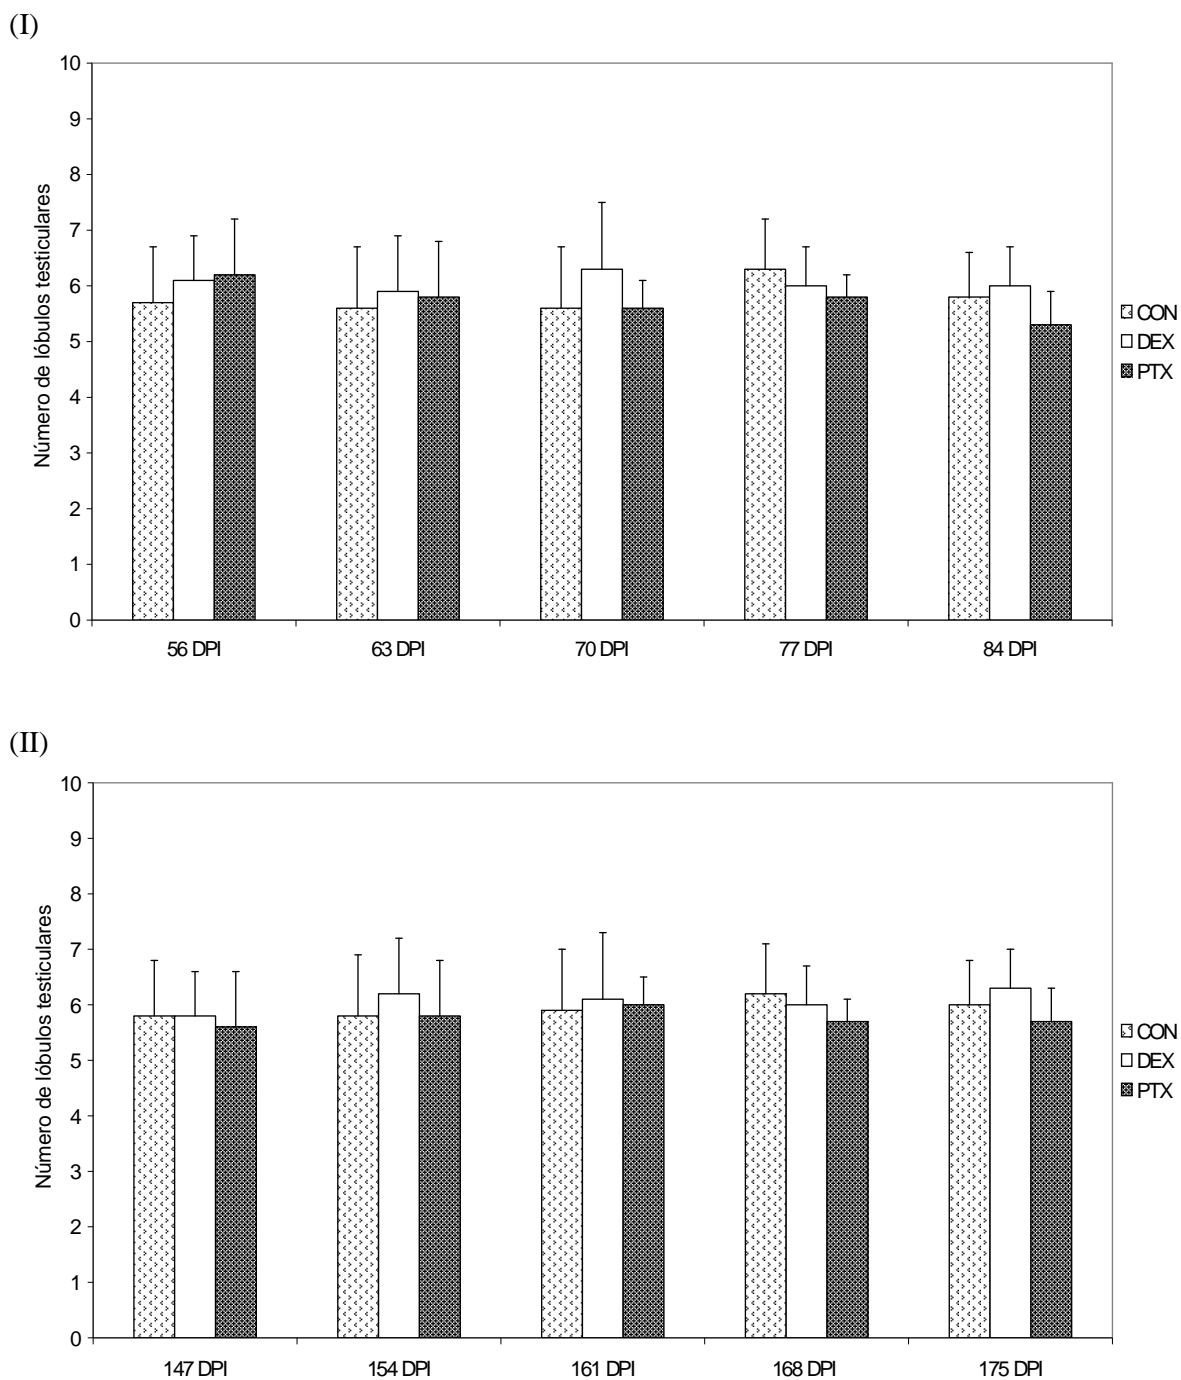 (I)
10
9
8
7
6
5
4
3
2
1
0
Número de lóbulos testiculares
56 DPI 63 DPI 70 DPI 77 DPI 84 DPI
CON
DEX
PTX
(II)
10
9
8
7
6
5
4
3
2
1
0
Número de lóbulos testiculares
147 DPI 154 DPI 161 DPI 168 DPI 175 DPI
CON
DEX
PTX